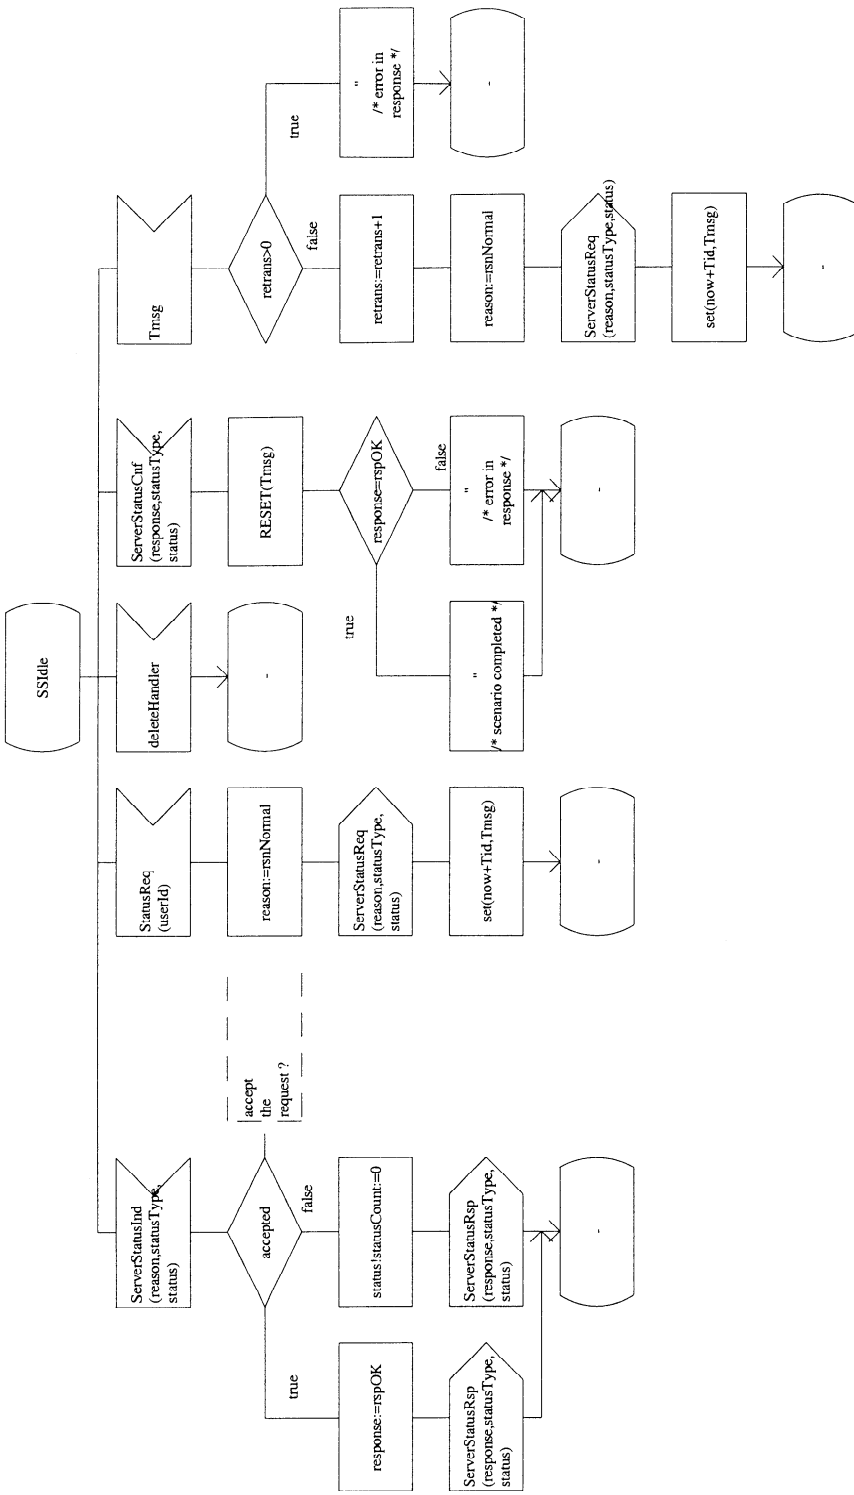 SSIdle
ServerStatusInd
(reason,statusType,
status)
accepted
accept
the
request ?
true
false
response:=rspOK
status!statusCount:=0
ServerStatusRsp
(response,statusType,
status)
ServerStatusRsp
(response,statusType,
status)
-
StatusReq
(userId)
reason:=rsnNormal
ServerStatusReq
(reason,statusType,
status)
set(now+Tid,Tmsg)
-
deleteHandler
-
ServerStatusCnf
(response,statusType,
status)
RESET(Tmsg)
response=rspOK
true
false
''
/* scenario completed */
''
/* error in
response */
-
Tmsg
retrans>0
false
true
retrans:=retrans+1
reason:=rsnNormal
ServerStatusReq
(reason,statusType,status)
set(now+Tid,Tmsg)
-
''
/* error in
response */
-